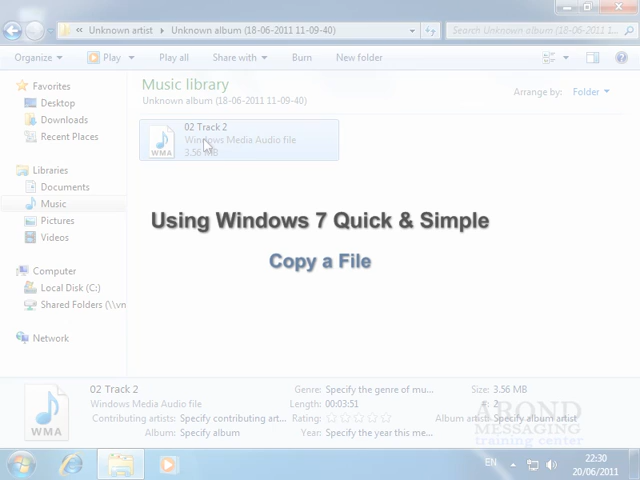 Unknown artist ▸ Unknown album (18-06-2011 11-09-40)
Search Unknown album (18-06-2011 1...
Organize Play Play all Share with Burn New folder
Favorites
Desktop
Downloads
Recent Places
Libraries
Documents
Music
Pictures
Videos
Computer
Local Disk (C:)
Shared Folders (\\vn
Network
Music library
Unknown album (18-06-2011 11-09-40)
Arrange by: Folder
WMA
02 Track 2
Windows Media Audio file
3.56 MB
Using Windows 7 Quick & Simple
Copy a File
WMA
02 Track 2
Windows Media Audio file
Contributing artists: Specify contributing art...
Album: Specify album
Genre: Specify the genre of mu...
Length: 00:03:51
Rating:
Year: Specify the year this me...
Size: 3.56 MB
#: 2
Album artist: Specify album artist
AROND
MESSAGING
training center
EN
22:30
20/06/2011